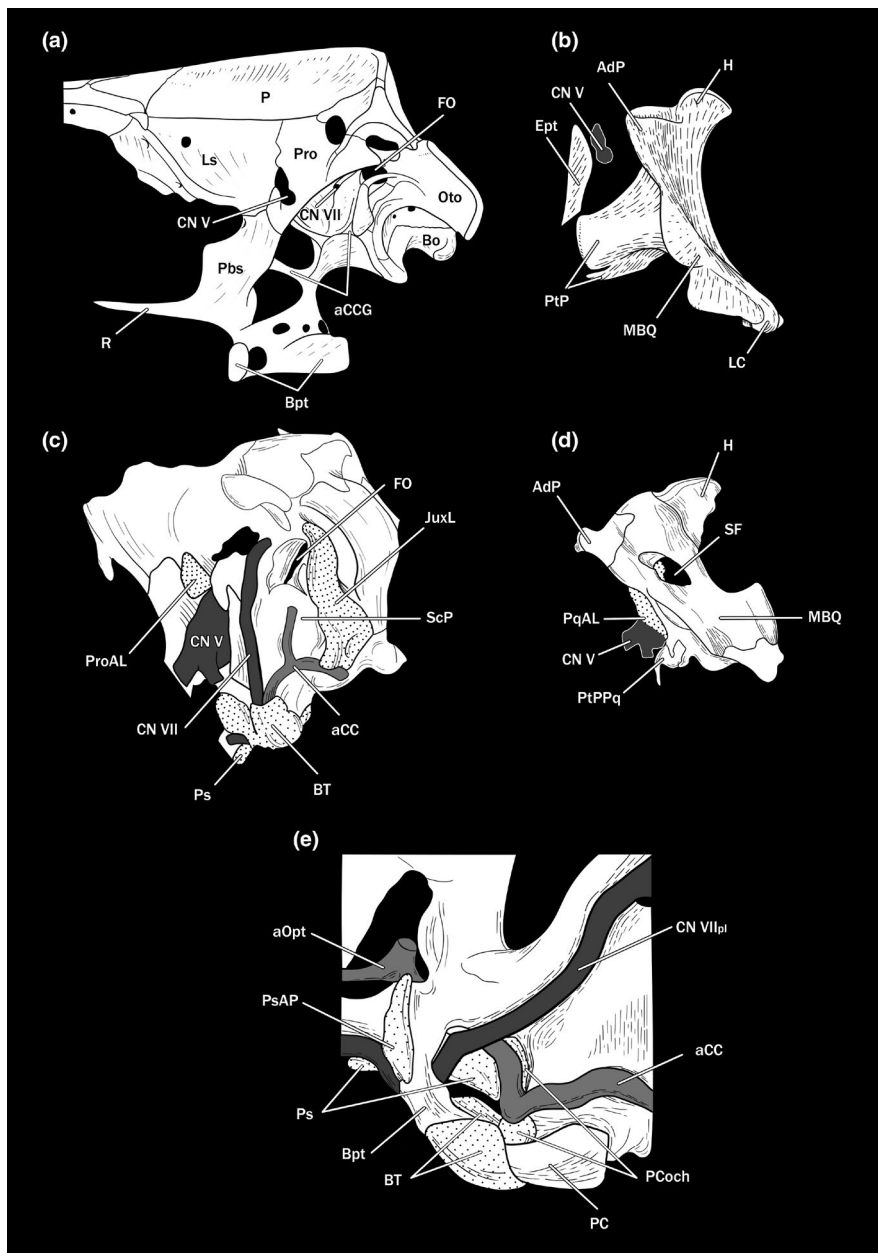 (a)
P
FO
Ls
Pro
CN V
CN VII
Oto
Bo
Pbs
aCCG
R
Bpt
(b)
AdP
H
CN V
Ept
PtP
MBQ
LC
(c)
FO
JuxL
ScP
ProAL
CN V
CN VII
aCC
Ps
BT
(d)
H
AdP
SF
PqAL
MBQ
CN V
PtPPq
(e)
aOpt
CN VIIpl
PsAP
aCC
Ps
Bpt
BT
PCoch
PC